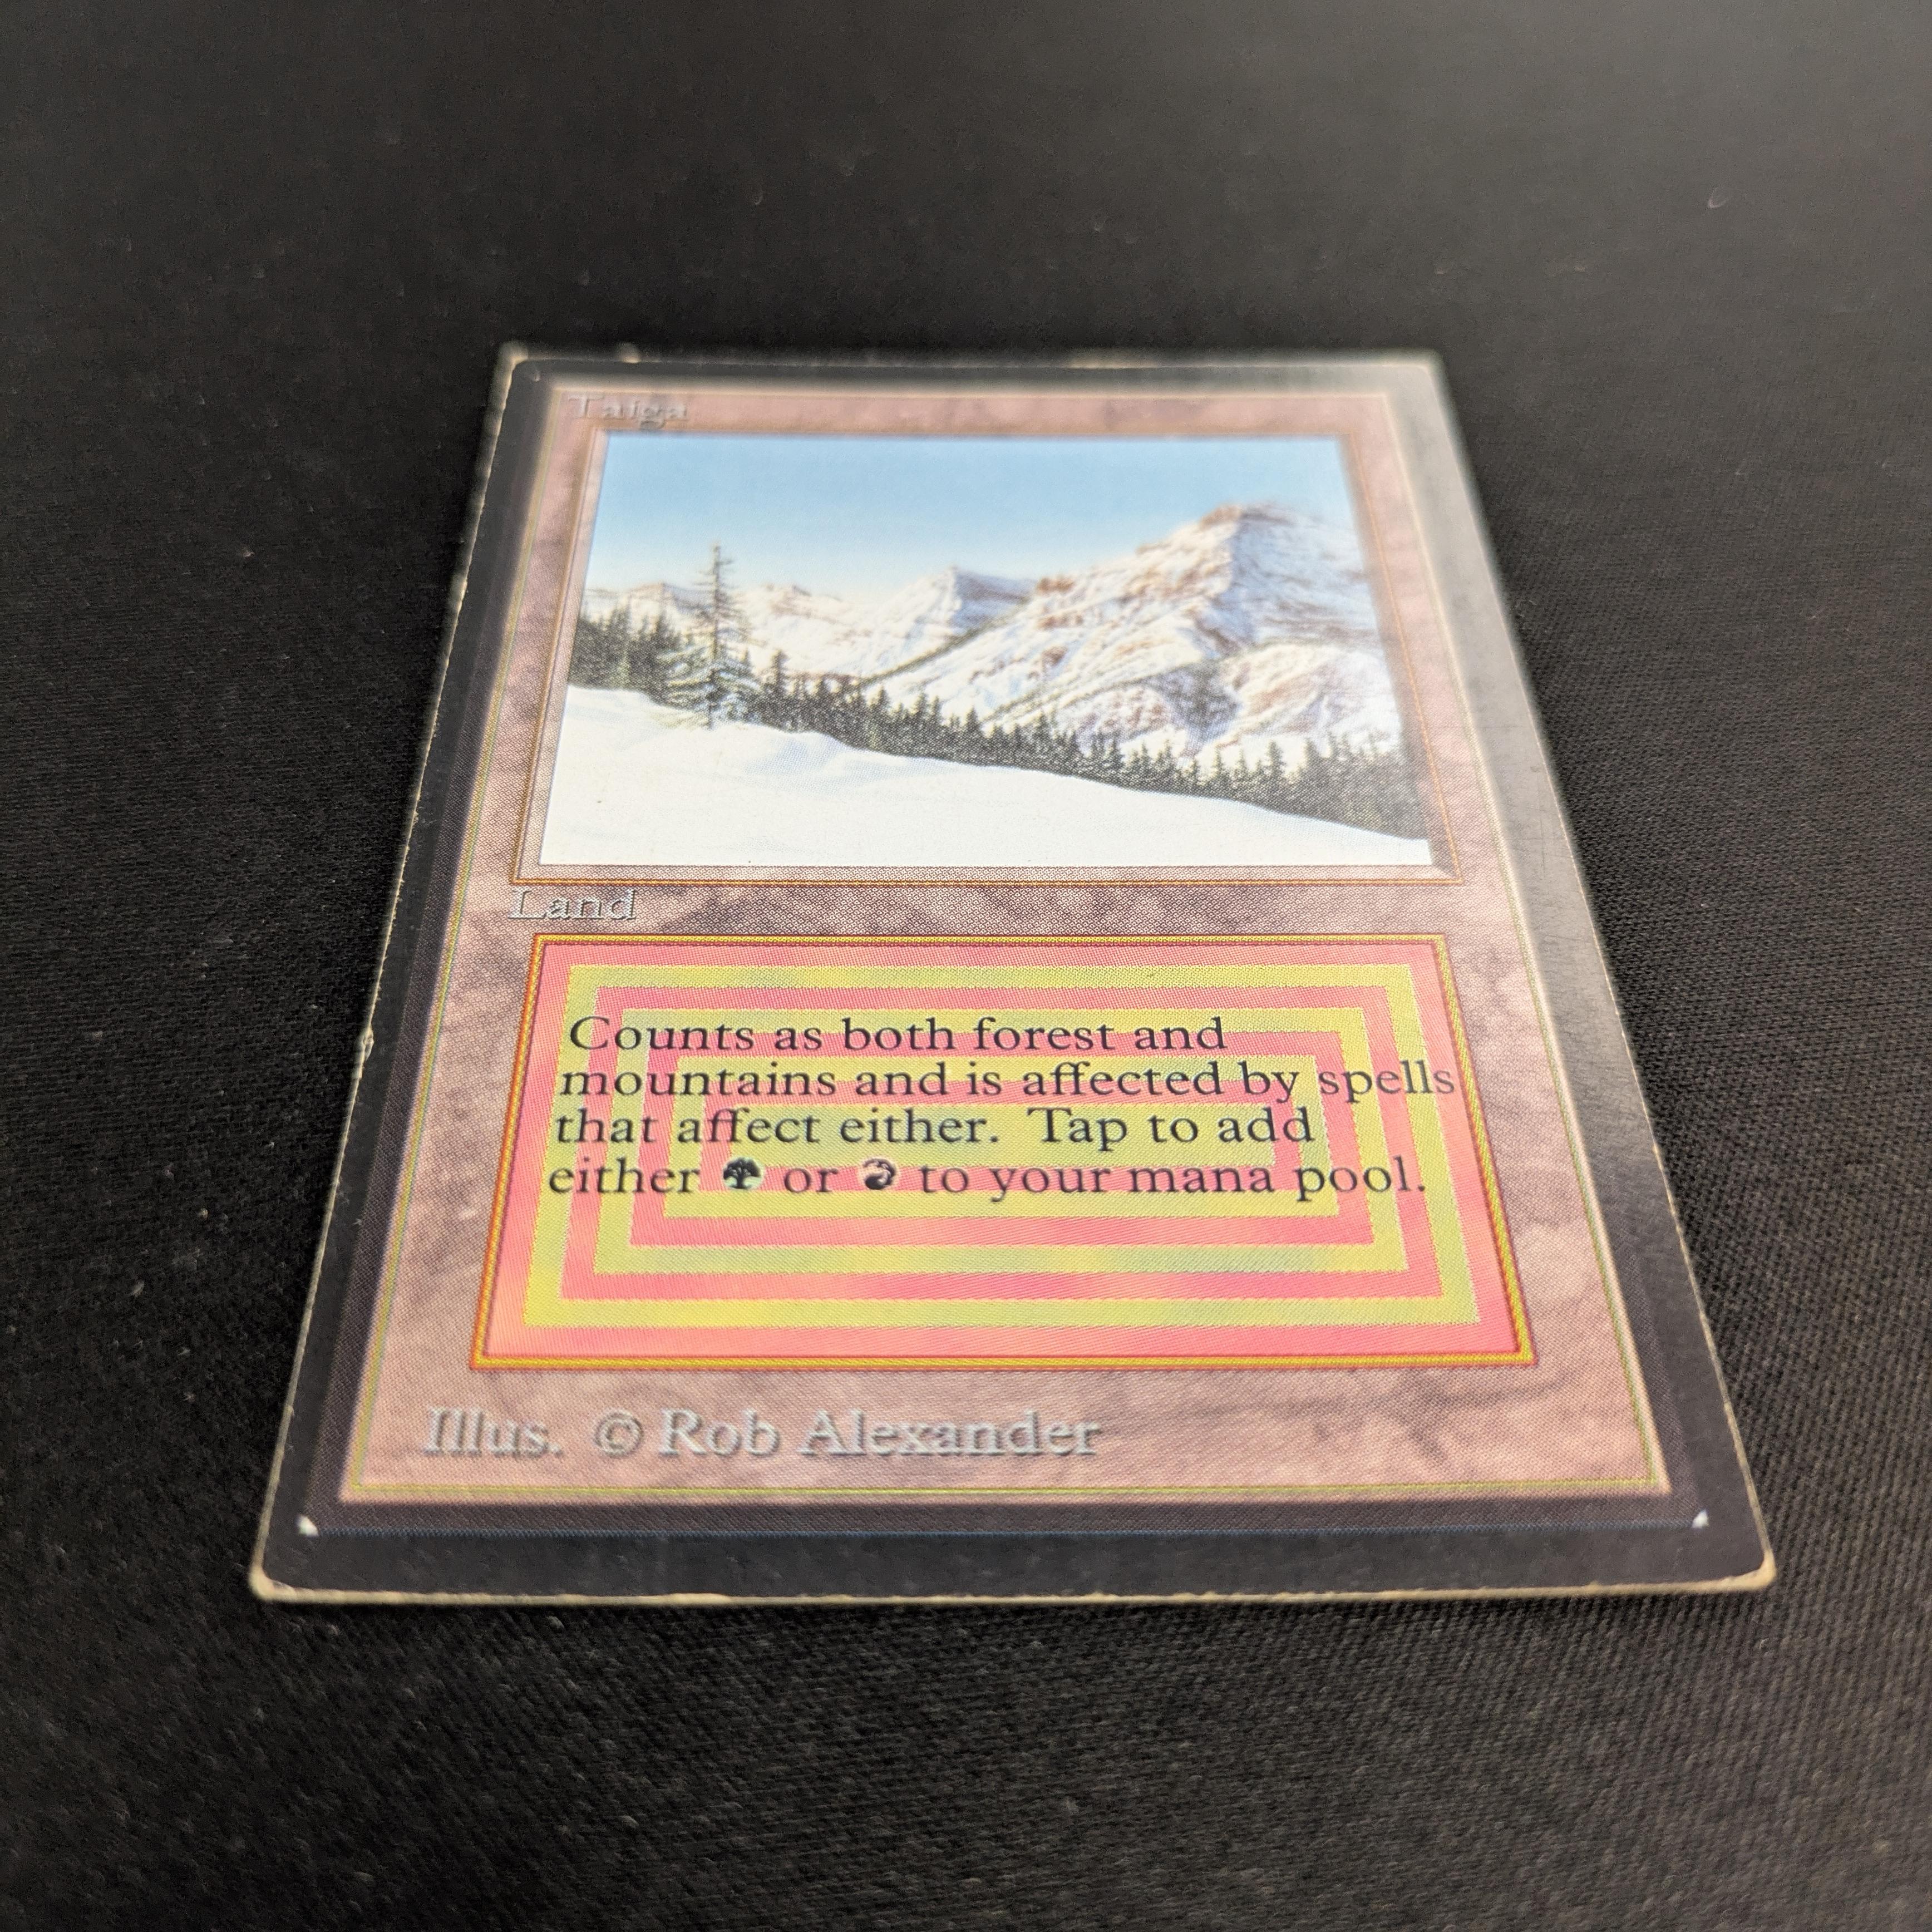 Taiga
Land
Counts as both forest and
mountains and is affected by spells
that affect either. Tap to add
either or to your mana pool.
Illus. © Rob Alexander